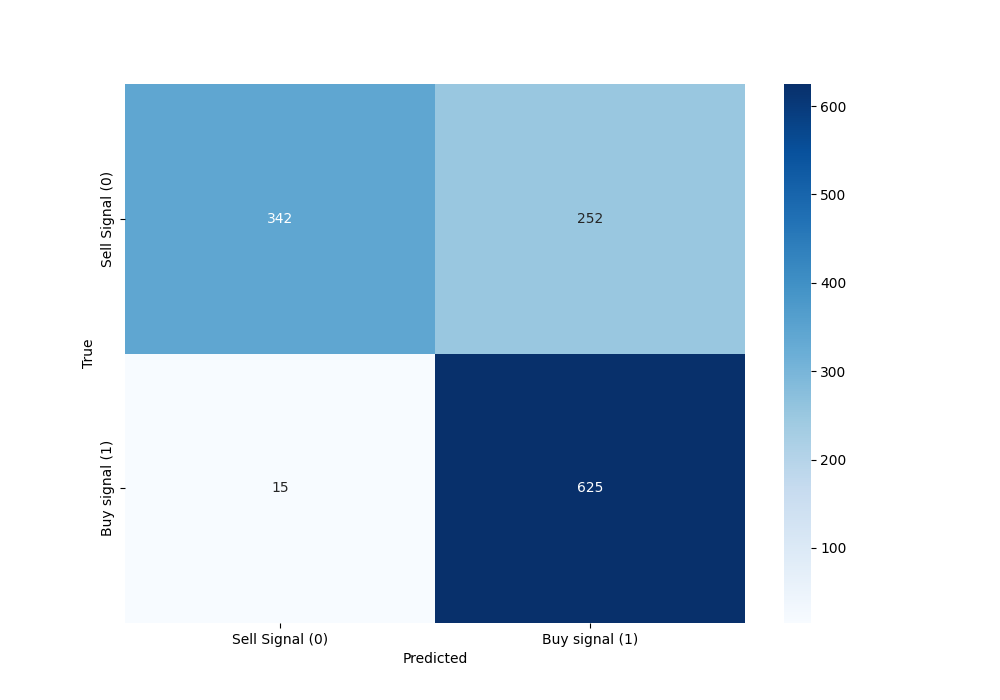 600
500
400
300
200
100
Sell Signal (0)
342
252
True
Buy signal (1)
15
625
Sell Signal (0)
Buy signal (1)
Predicted